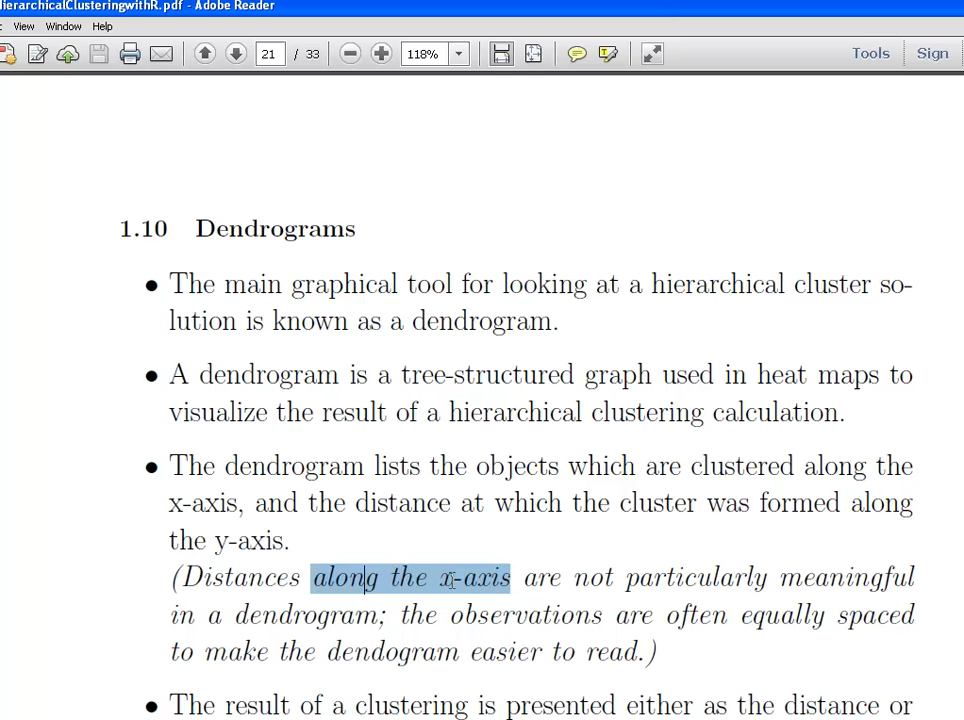 HierarchicalClusteringwithR.pdf - Adobe Reader
View Window Help
21 / 33 118% Tools Sign
1.10 Dendrograms
• The main graphical tool for looking at a hierarchical cluster so-
lution is known as a dendrogram.
• A dendrogram is a tree-structured graph used in heat maps to
visualize the result of a hierarchical clustering calculation.
• The dendrogram lists the objects which are clustered along the
x-axis, and the distance at which the cluster was formed along
the y-axis.
(Distances along the x-axis are not particularly meaningful
in a dendrogram; the observations are often equally spaced
to make the dendogram easier to read.)
• The result of a clustering is presented either as the distance or